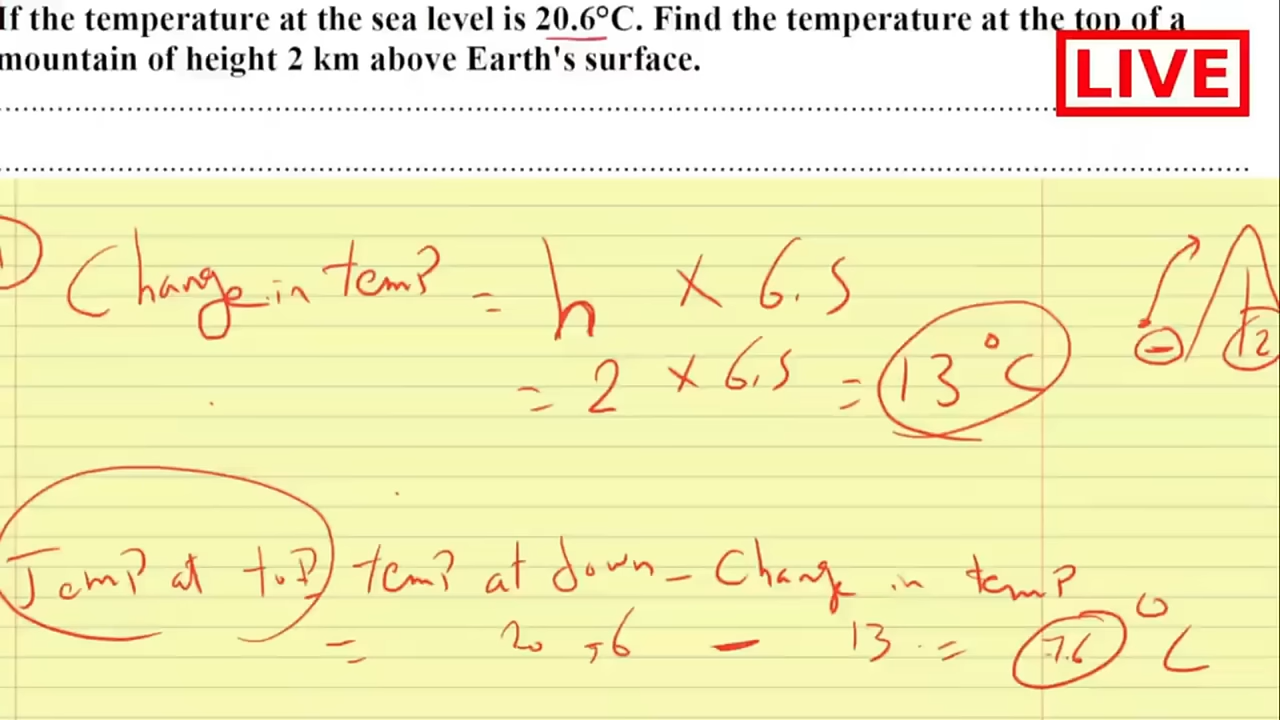 If the temperature at the sea level is 20.6°C. Find the temperature at the top of a
mountain of height 2 km above Earth's surface.
LIVE
Change in temp = h × 6.5
= 2 × 6.5 = 13 °C
2
Temp at top temp at down - Change in temp
= 20,6 - 13 = 7.6 °C